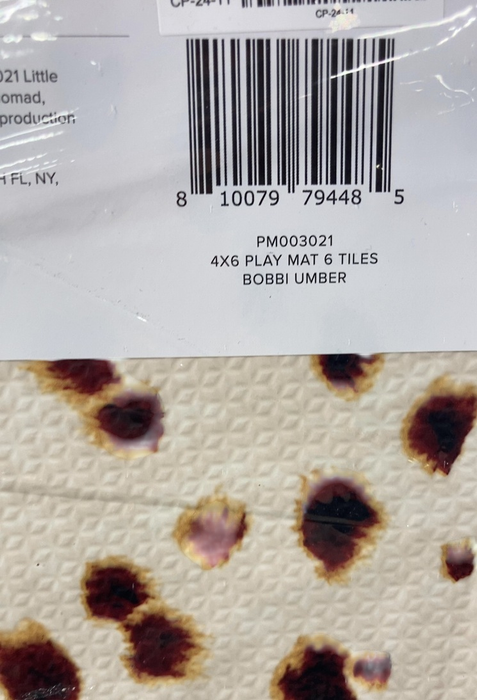 CP-24-11
CP-24-11
021 Little
omad,
production
H FL, NY,
8 10079 79448 5
PM003021
4X6 PLAY MAT 6 TILES
BOBBI UMBER